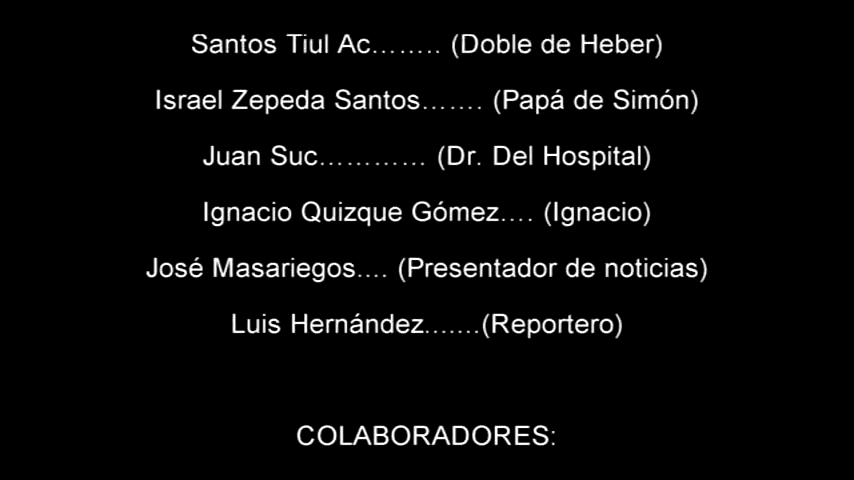 Santos Tiul Ac…….. (Doble de Heber)
Israel Zepeda Santos……. (Papá de Simón)
Juan Suc………… (Dr. Del Hospital)
Ignacio Quizque Gómez…. (Ignacio)
José Masariegos.... (Presentador de noticias)
Luis Hernández…....(Reportero)
COLABORADORES: